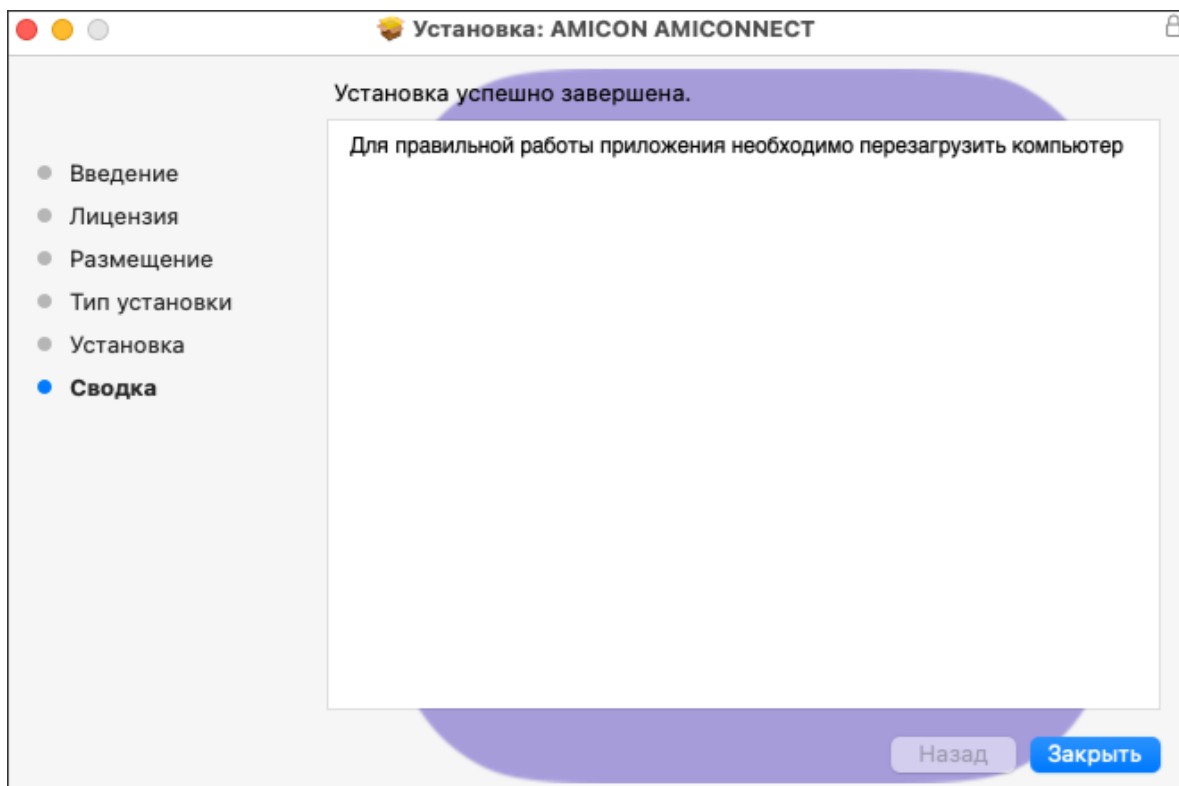 Установка: AMICON AMICONNECT
Установка успешно завершена.
Для правильной работы приложения необходимо перезагрузить компьютер
Введение
Лицензия
Размещение
Тип установки
Установка
Сводка
Назад
Закрыть